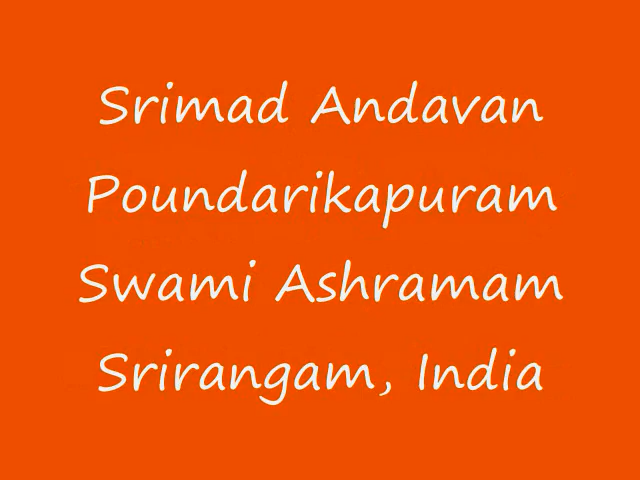 Srimad Andavan
Poundarikapuram
Swami Ashramam
Srirangam, India